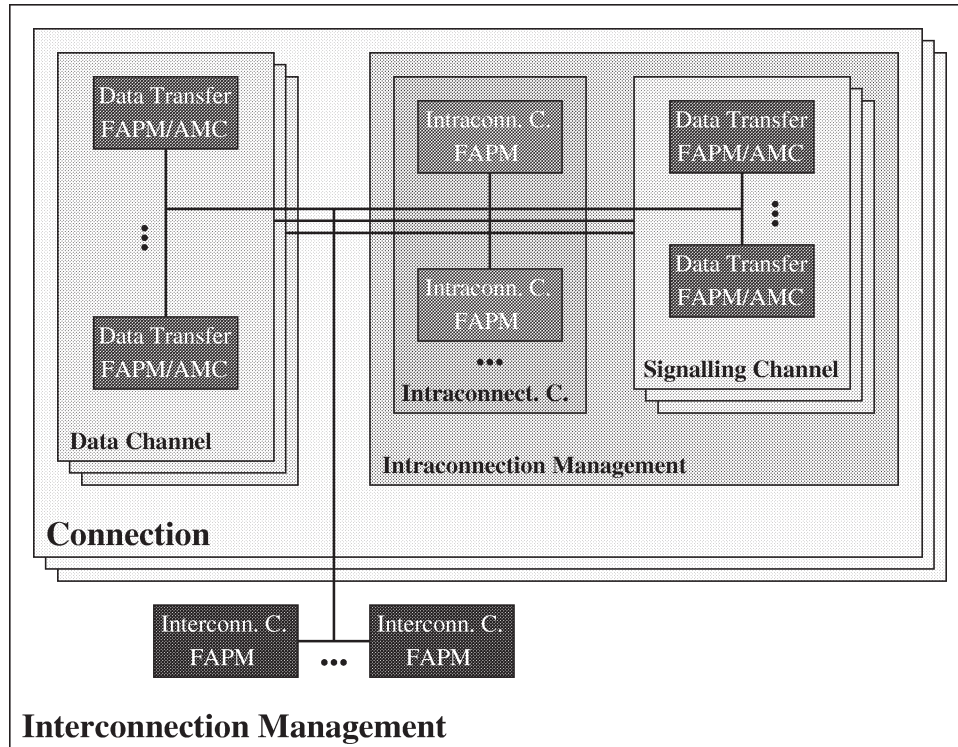 Data Transfer
FAPM/AMC
Data Transfer
FAPM/AMC
Data Channel
Intraconn. C.
FAPM
Intraconn. C.
FAPM
Intraconnect. C.
Data Transfer
FAPM/AMC
Data Transfer
FAPM/AMC
Signalling Channel
Intraconnection Management
Connection
Interconn. C.
FAPM
Interconn. C.
FAPM
Interconnection Management